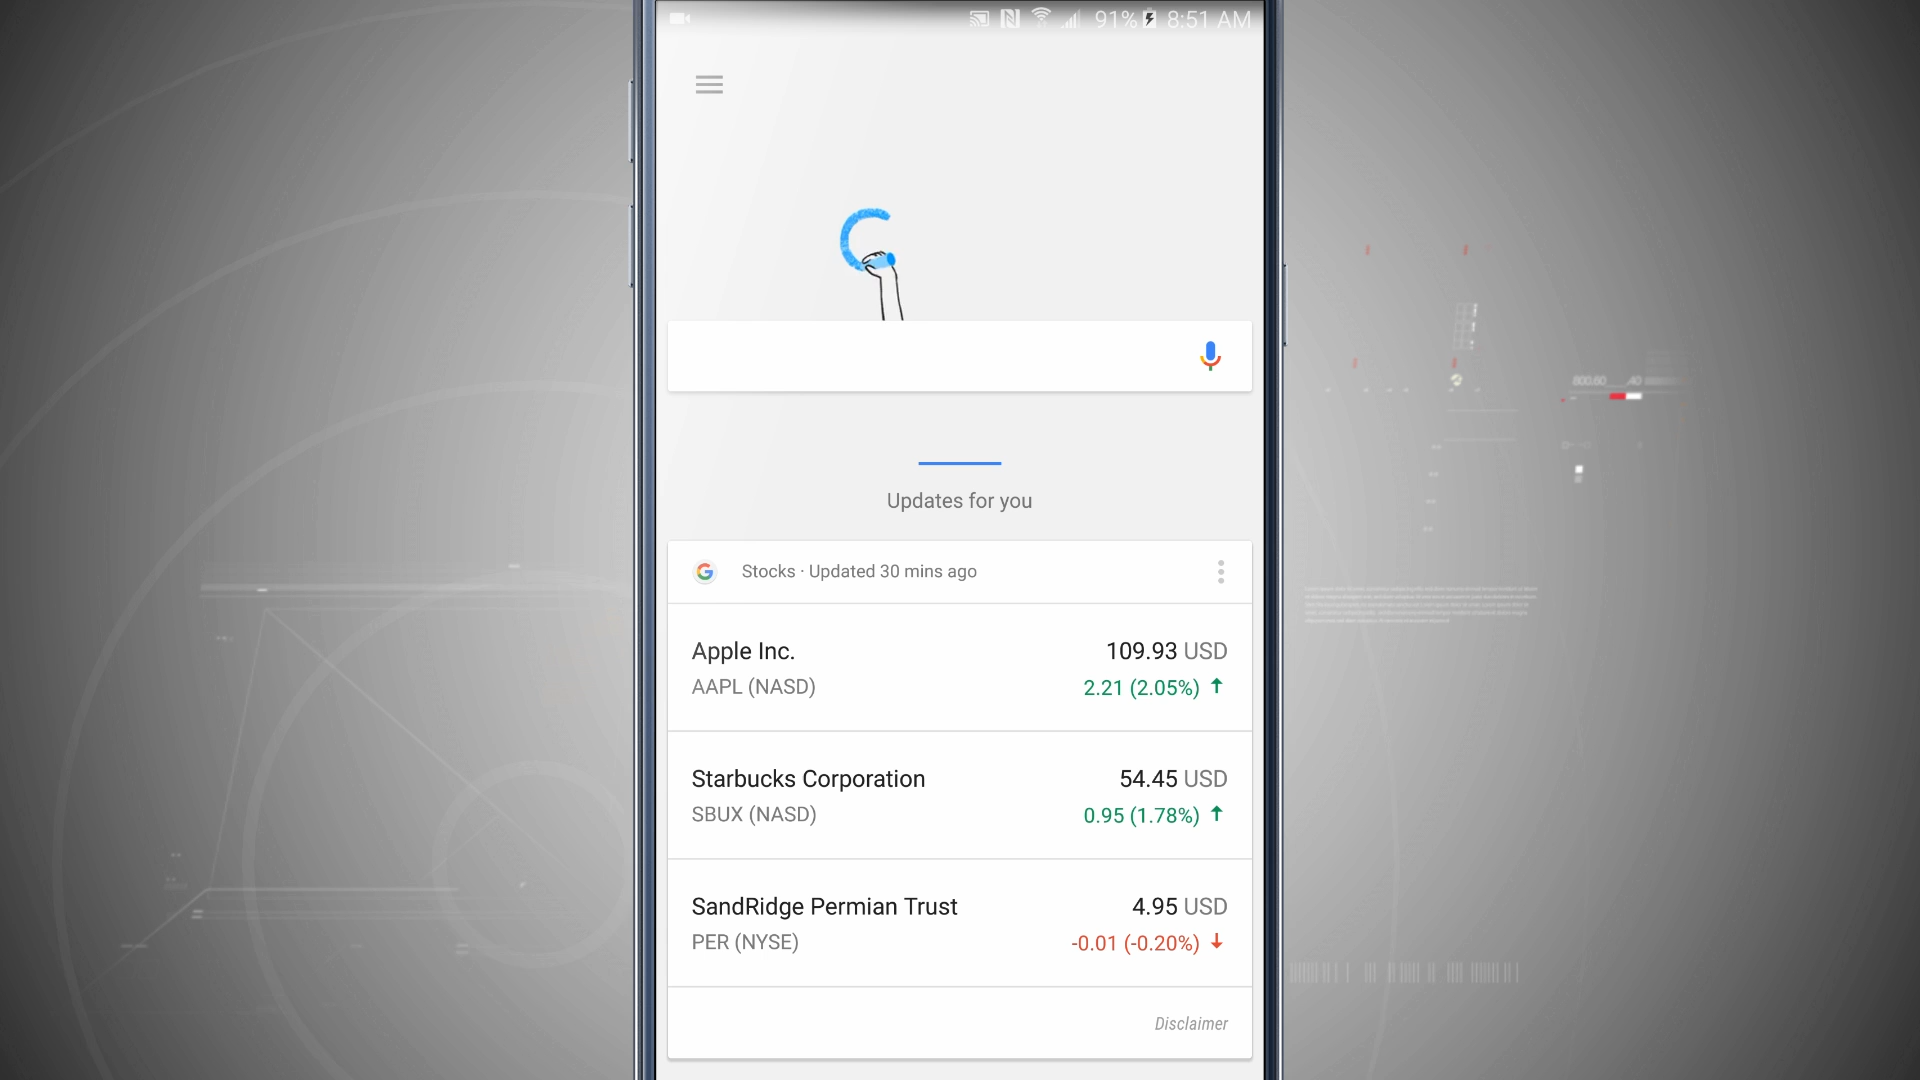 91% 8:51 AM
Updates for you
Stocks · Updated 30 mins ago
Apple Inc. 109.93 USD
AAPL (NASD) 2.21 (2.05%)
Starbucks Corporation 54.45 USD
SBUX (NASD) 0.95 (1.78%)
SandRidge Permian Trust 4.95 USD
PER (NYSE) -0.01 (-0.20%)
Disclaimer